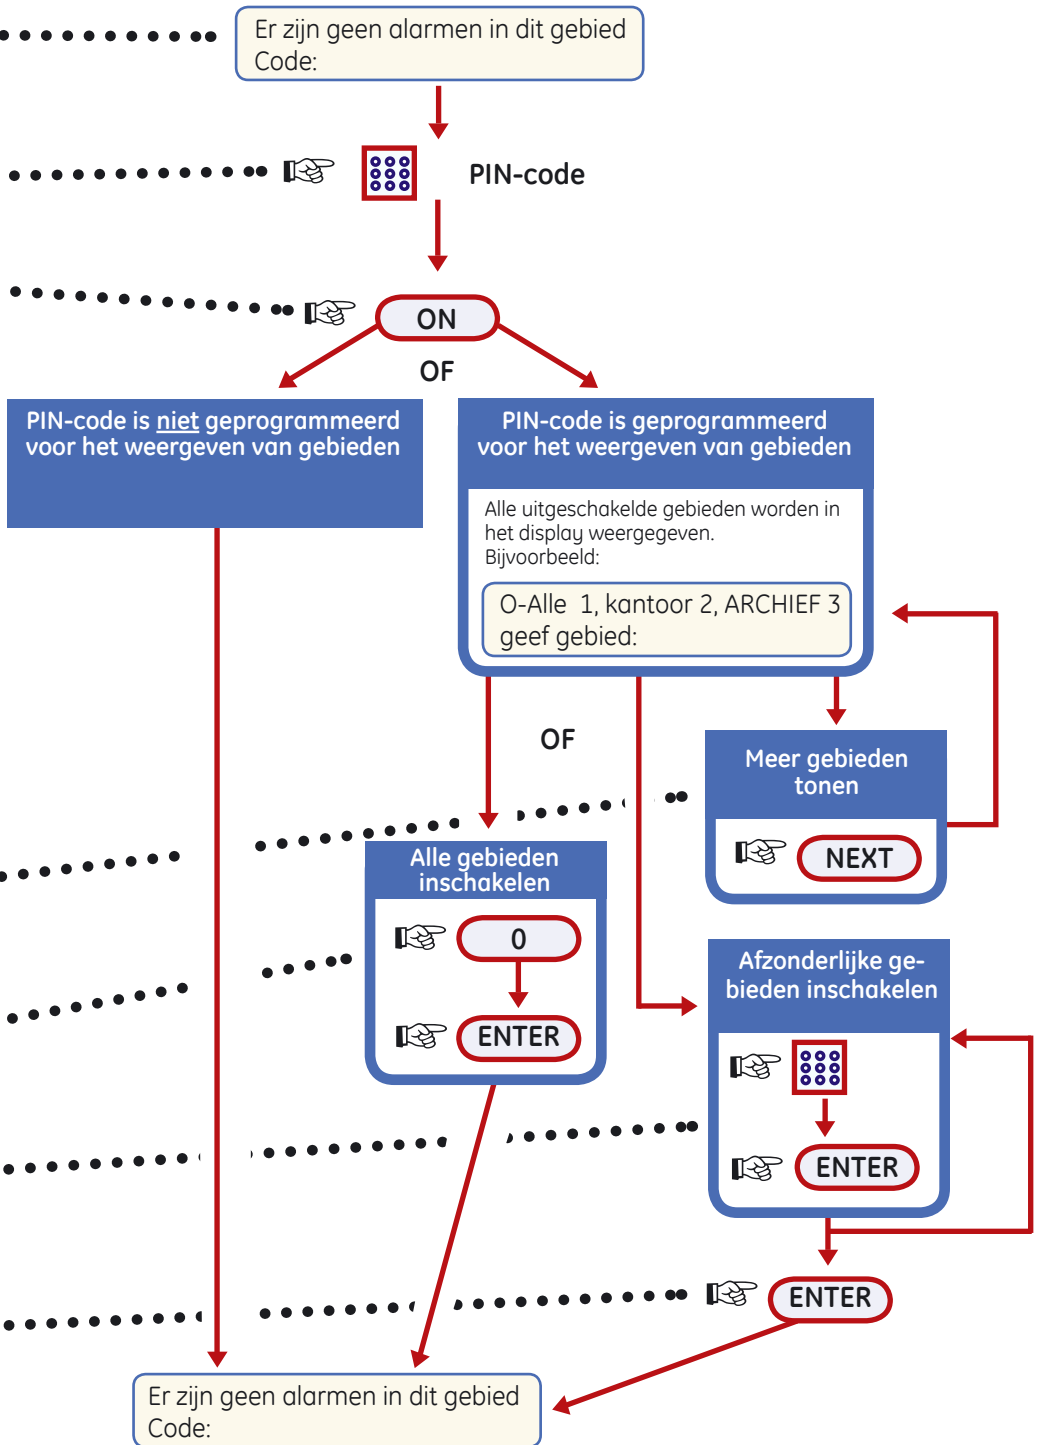 Er zijn geen alarmen in dit gebied
Code:
PIN-code
ON
OF
PIN-code is niet geprogrammeerd
voor het weergeven van gebieden
PIN-code is geprogrammeerd
voor het weergeven van gebieden
Alle uitgeschakelde gebieden worden in
het display weergegeven.
Bijvoorbeeld:
O-Alle  1, kantoor 2, ARCHIEF 3
geef gebied:
OF
Meer gebieden
tonen
NEXT
Alle gebieden
inschakelen
0
ENTER
Afzonderlijke ge-
bieden inschakelen
ENTER
ENTER
Er zijn geen alarmen in dit gebied
Code: